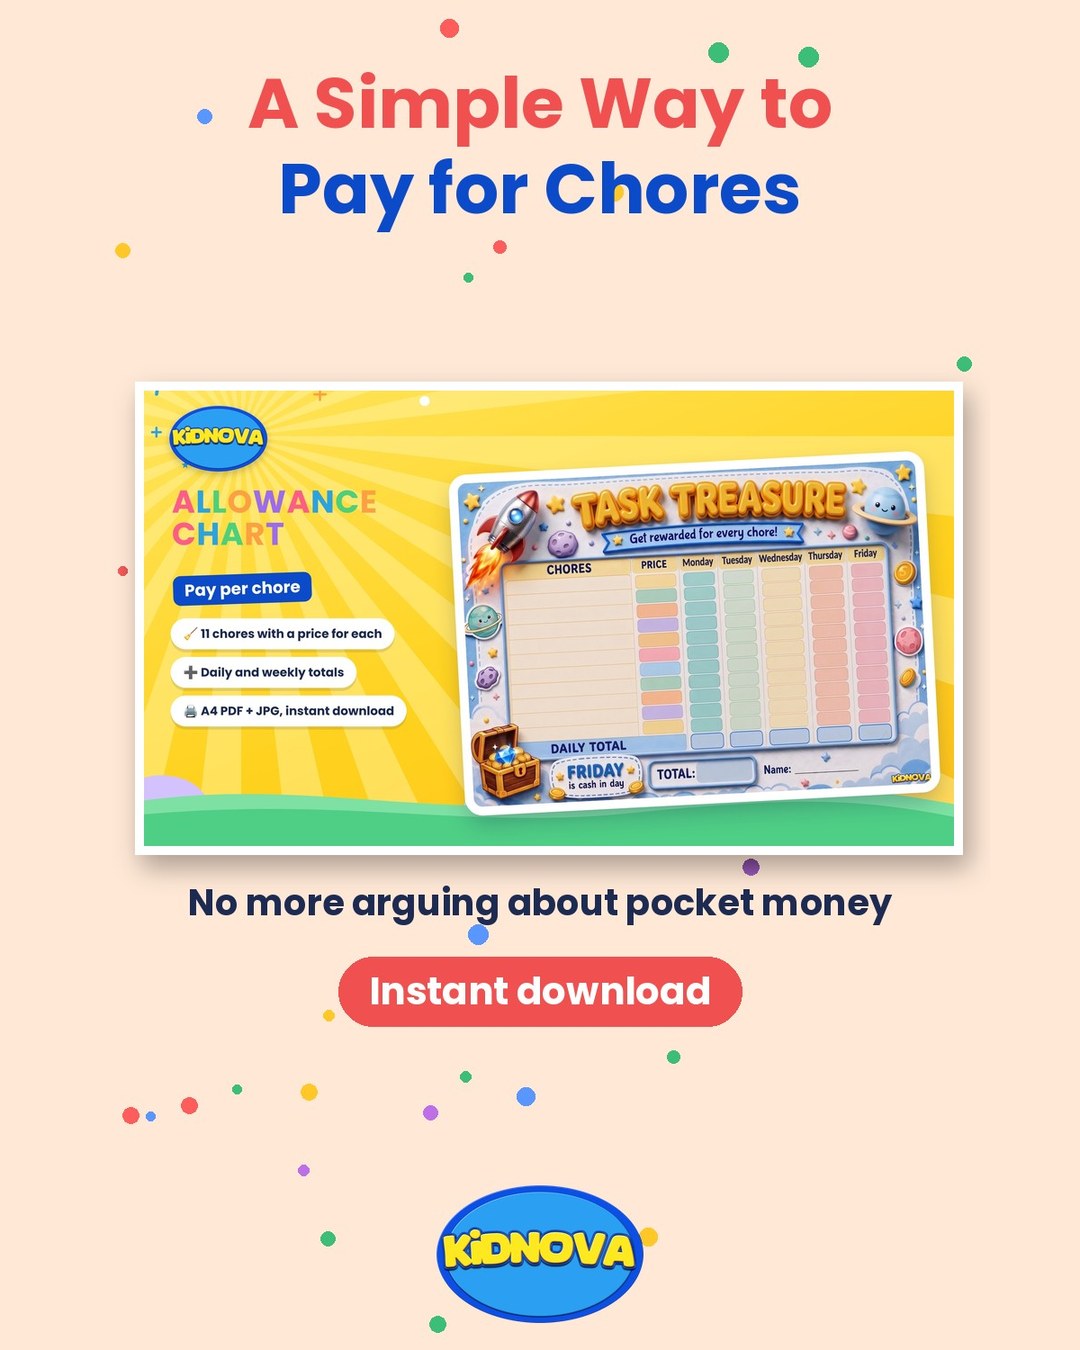 A Simple Way to
Pay for Chores
KiDNOVA
ALLOWANCE
CHART
Pay per chore
11 chores with a price for each
Daily and weekly totals
A4 PDF + JPG, instant download
TASK TREASURE
Get rewarded for every chore!
CHORES PRICE Monday Tuesday Wednesday Thursday Friday
DAILY TOTAL
FRIDAY
is cash in day
TOTAL:
Name:
KiDNOVA
No more arguing about pocket money
Instant download
KiDNOVA